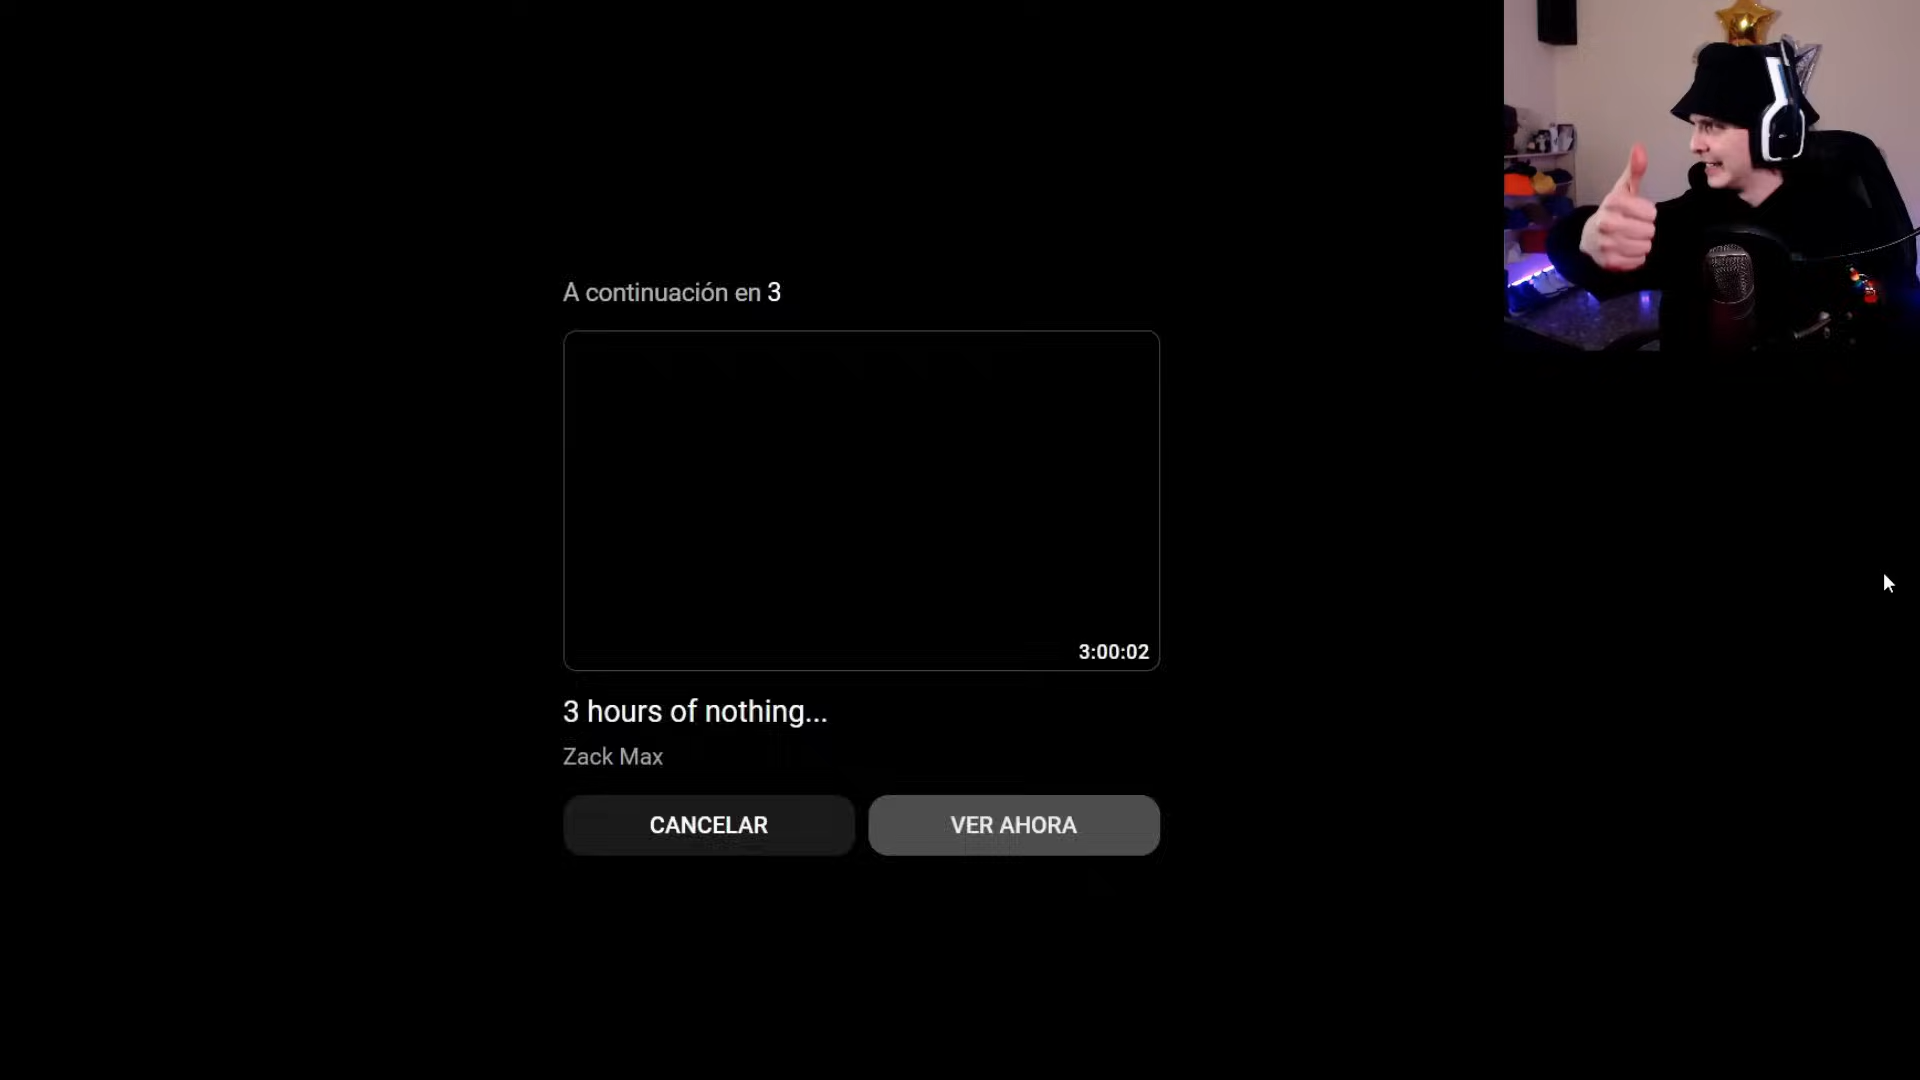 A continuación en 3
3:00:02
3 hours of nothing...
Zack Max
CANCELAR
VER AHORA